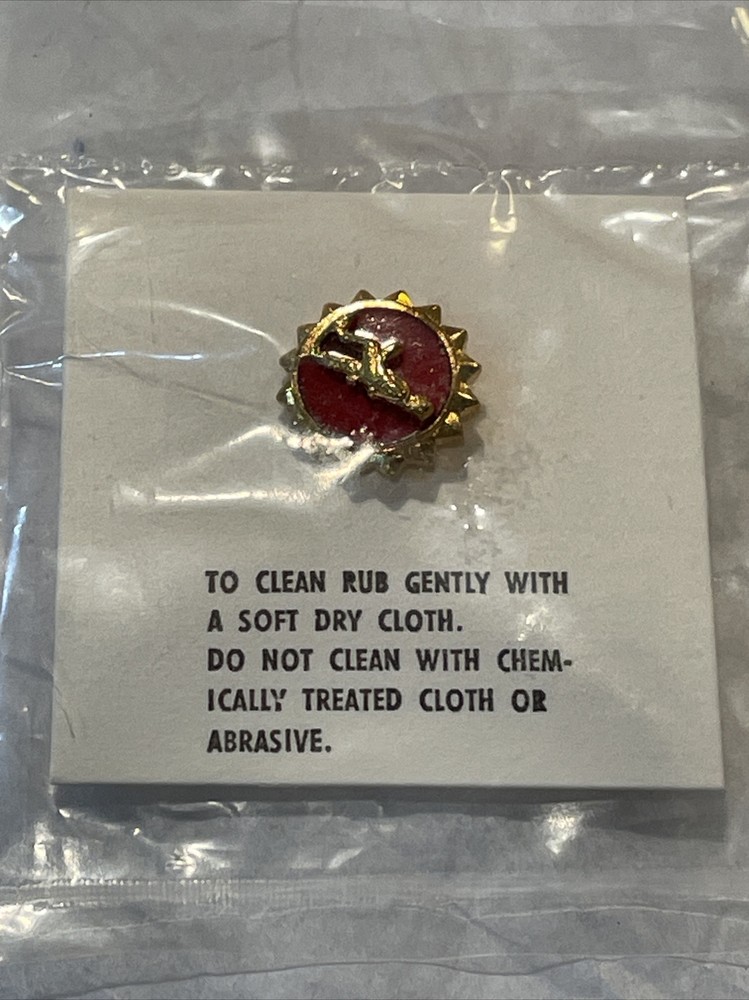 TO CLEAN RUB GENTLY WITH
A SOFT DRY CLOTH.
DO NOT CLEAN WITH CHEM-
ICALLY TREATED CLOTH OR
ABRASIVE.